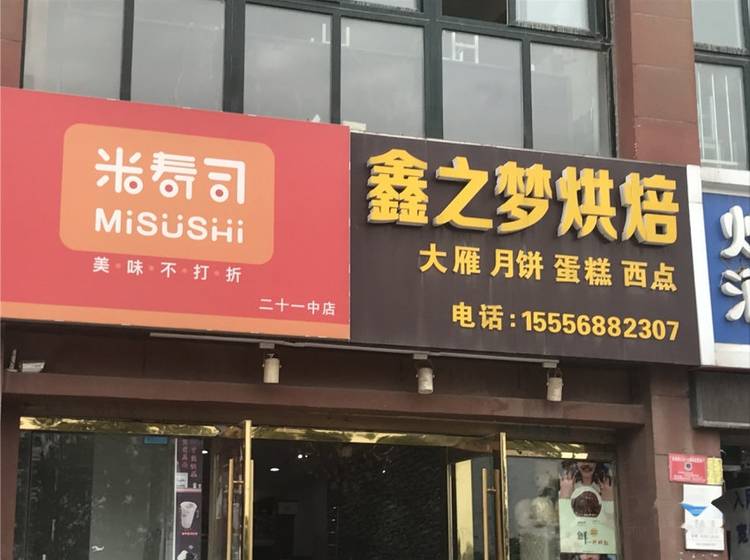 米寿司
MiSUSHi
美·味·不·打·折
二十一中店
鑫之梦烘焙
大雁 月饼 蛋糕 西点
电话:15556882307